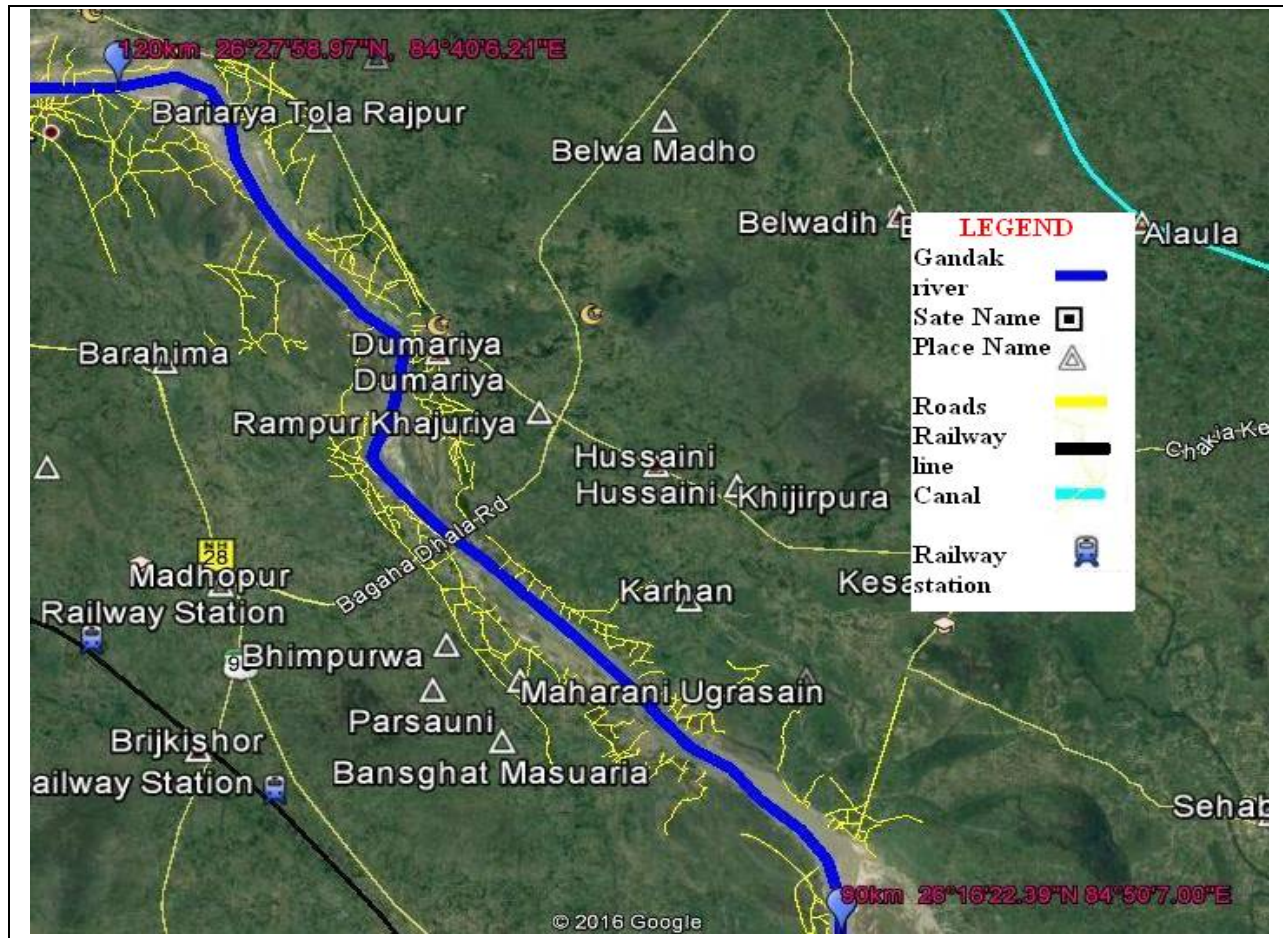 120km 26°27'58.97"N, 84°40'6.21"E
Bariarya Tola Rajpur
Belwa Madho
Belwadih
Alaula
LEGEND
Gandak
river
Sate Name
Place Name
Roads
Railway
line
Canal
Railway
station
Barahima
Dumariya
Dumariya
Rampur Khajuriya
Hussaini
Hussaini
Khijirpura
Chakia Ke
Bagaha Dhala Rd
NH
28
Madhopur
Railway Station
Karhan
Kesa
Bhimpurwa
Maharani Ugrasain
Parsauni
Brijkishor
Bansghat Masuaria
ailway Station
Sehab
90km 26°16'22.39"N 84°50'7.00"E
© 2016 Google